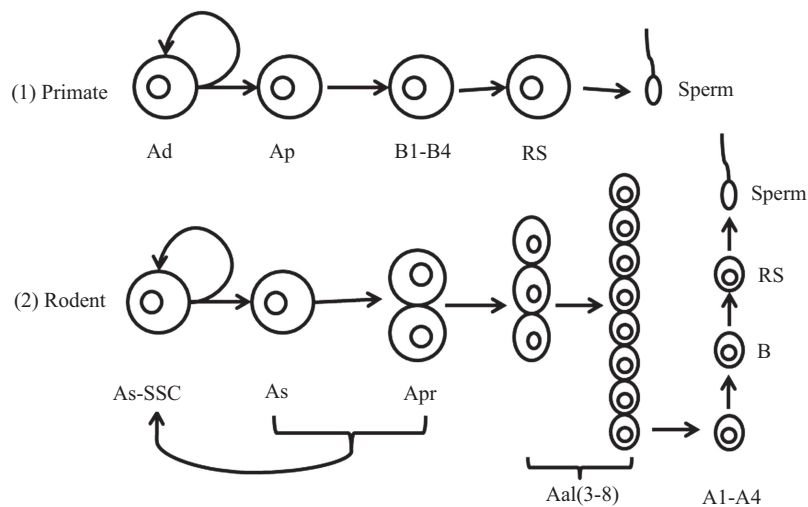 (1) Primate
Sperm
Ad
Ap
B1-B4
RS
Sperm
(2) Rodent
RS
B
As-SSC
As
Apr
Aal(3-8)
A1-A4